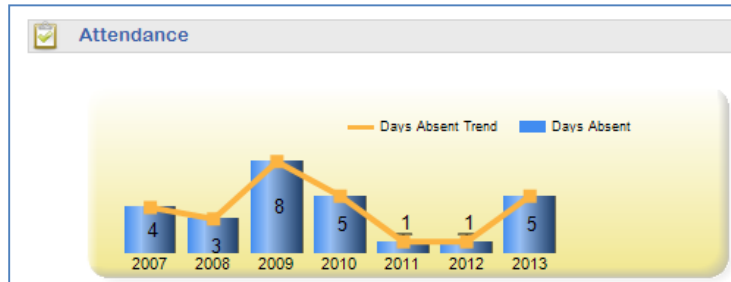 Attendance
Days Absent Trend Days Absent
4 3 8 5 1 1 5
2007 2008 2009 2010 2011 2012 2013